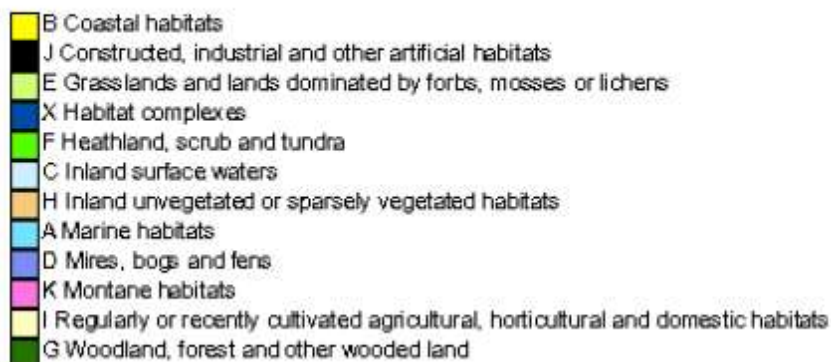 B Coastal habitats
J Constructed, industrial and other artificial habitats
E Grasslands and lands dominated by forbs, mosses or lichens
X Habitat complexes
F Heathland, scrub and tundra
C Inland surface waters
H Inland unvegetated or sparsely vegetated habitats
A Marine habitats
D Mires, bogs and fens
K Montane habitats
I Regularly or recently cultivated agricultural, horticultural and domestic habitats
G Woodland, forest and other wooded land